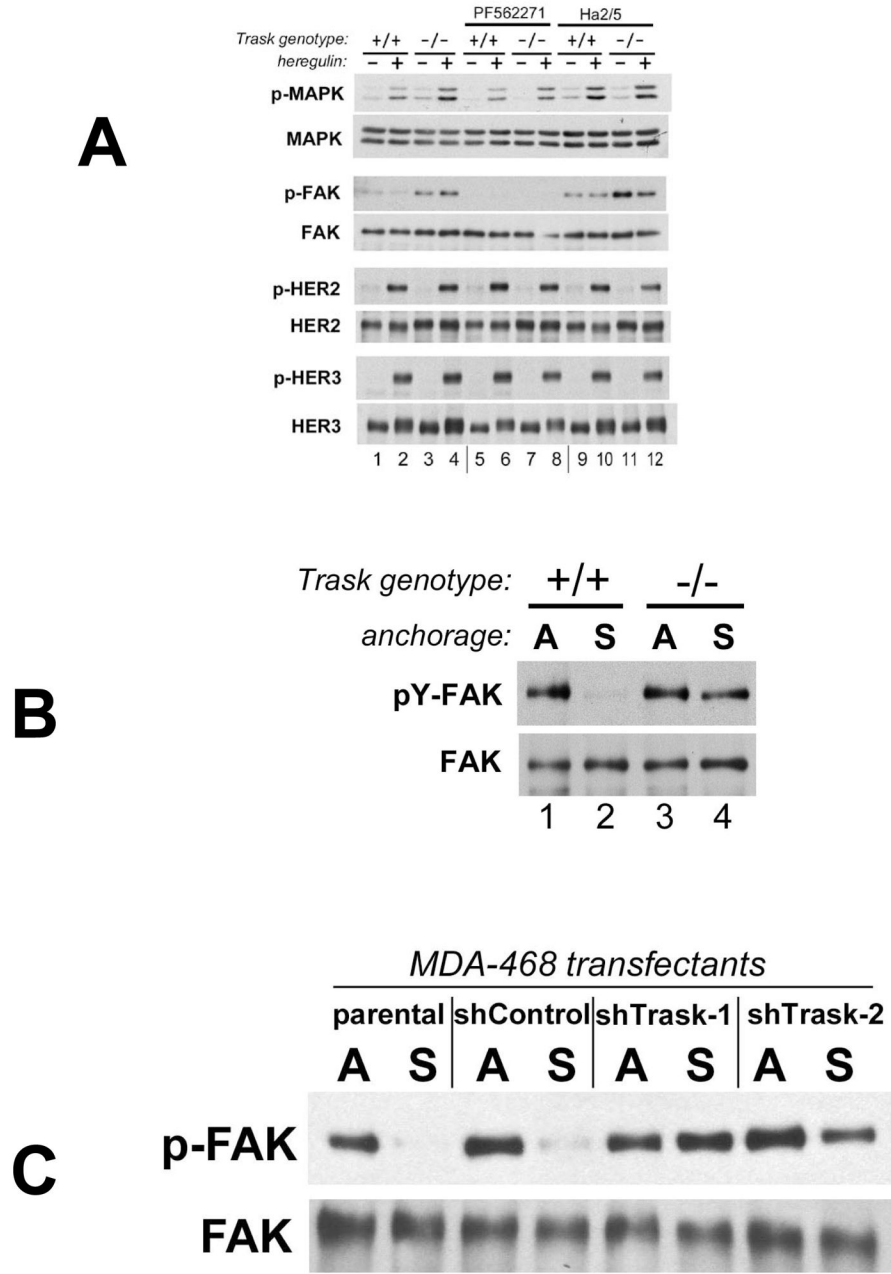 PF562271 Ha2/5
Trask genotype: +/+ -/- +/+ -/- +/+ -/-
heregulin: - + - + - + - + - + - +
p-MAPK
MAPK
A
p-FAK
FAK
p-HER2
HER2
p-HER3
HER3
1 2 3 4 5 6 7 8 9 10 11 12
Trask genotype: +/+ -/-
anchorage: A S A S
pY-FAK
B
FAK
1 2 3 4
MDA-468 transfectants
parental shControl shTrask-1 shTrask-2
A S A S A S A S
p-FAK
C
FAK